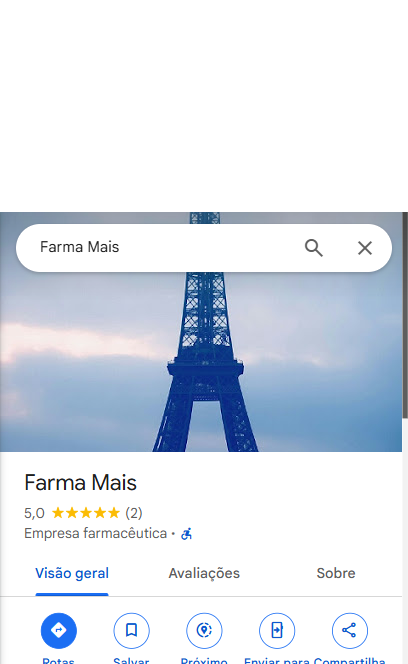 Farma Mais
Farma Mais
5,0 (2)
Empresa farmacêutica ·
Visão geral Avaliações Sobre
Rotas Salvar Próximo Enviar para Compartilha